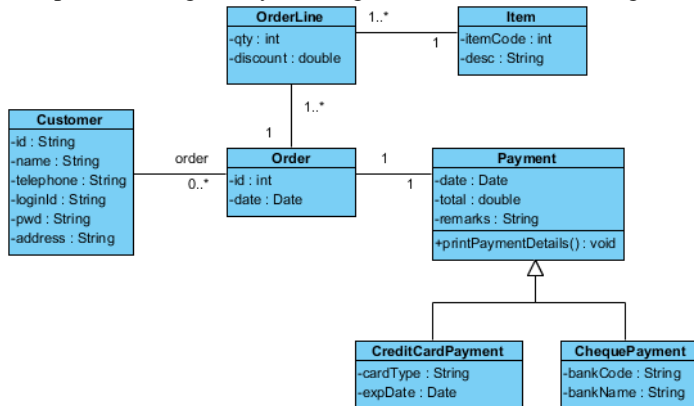 OrderLine
-qty : int
-discount : double
1..*
1
Item
-itemCode : int
-desc : String
1..*
1
Customer
-id : String
-name : String
-telephone : String
-loginId : String
-pwd : String
-address : String
order
0..*
Order
-id : int
-date : Date
1
1
Payment
-date : Date
-total : double
-remarks : String
+printPaymentDetails() : void
CreditCardPayment
-cardType : String
-expDate : Date
ChequePayment
-bankCode : String
-bankName : String